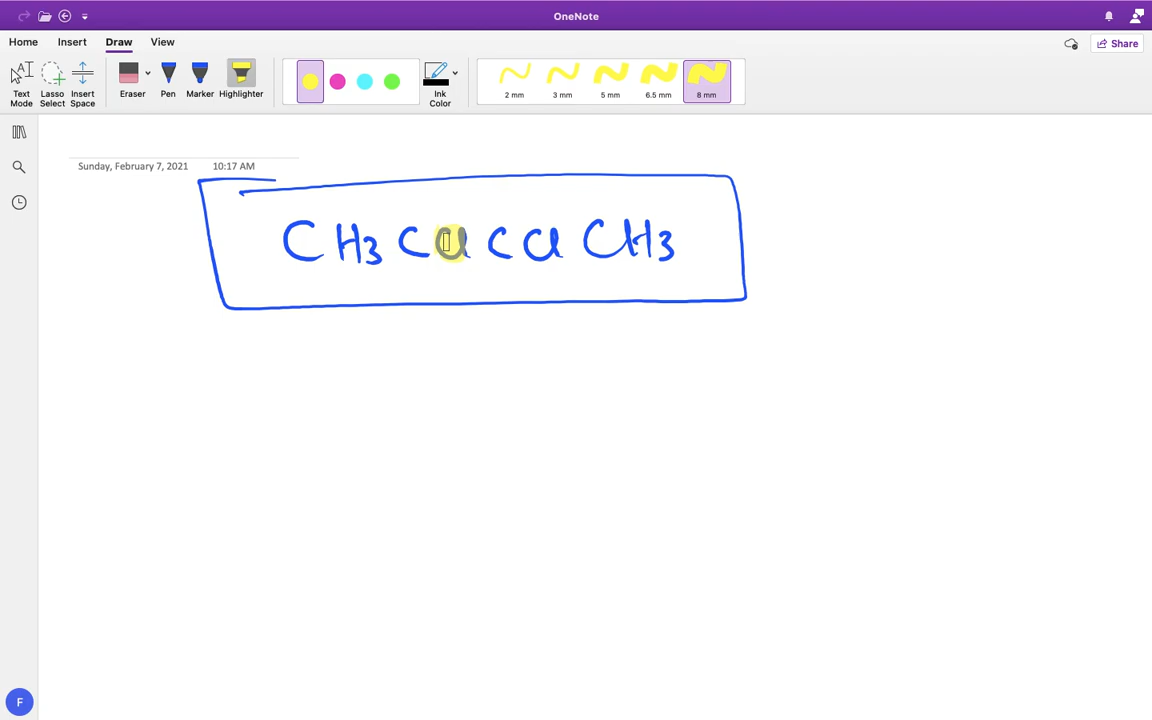 OneNote
Home Insert Draw View Share
Text Mode Lasso Select Insert Space Eraser Pen Marker Highlighter Ink Color 2 mm 3 mm 5 mm 6.5 mm 8 mm
Sunday, February 7, 2021 10:17 AM
CH3 C Cl C Cl CH3
F